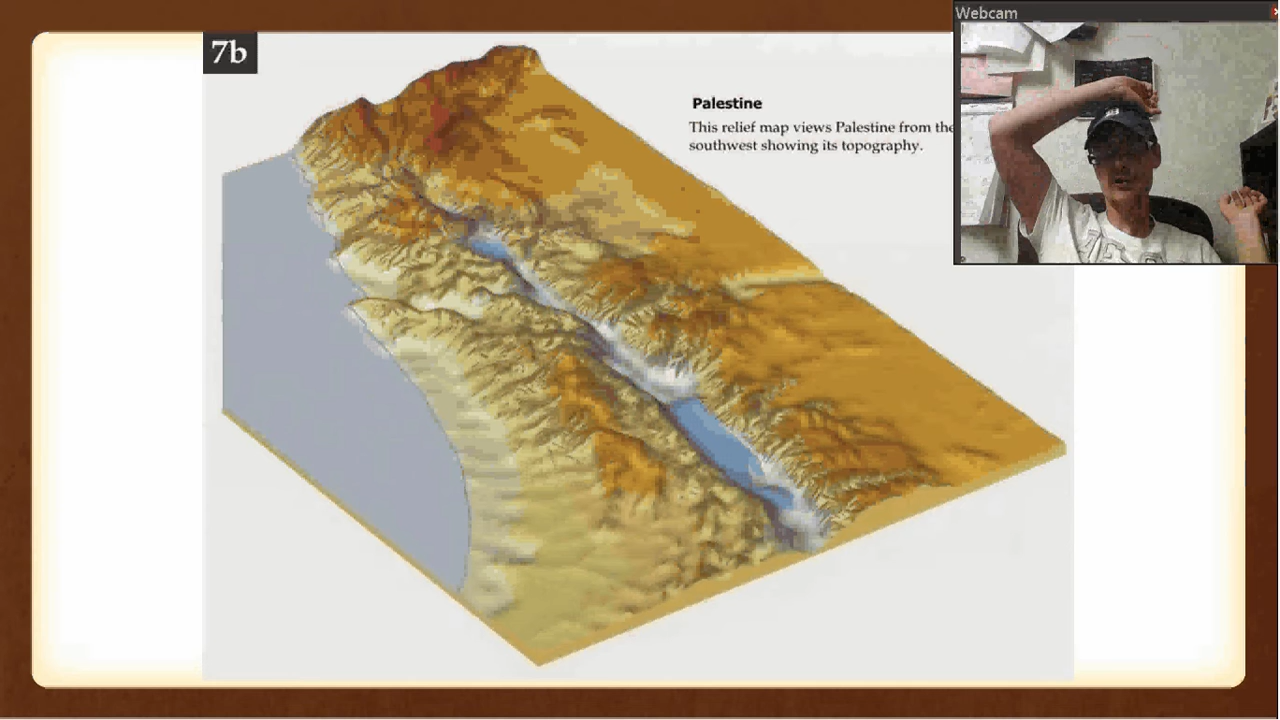 7b
Webcam
Palestine
This relief map views Palestine from the
southwest showing its topography.